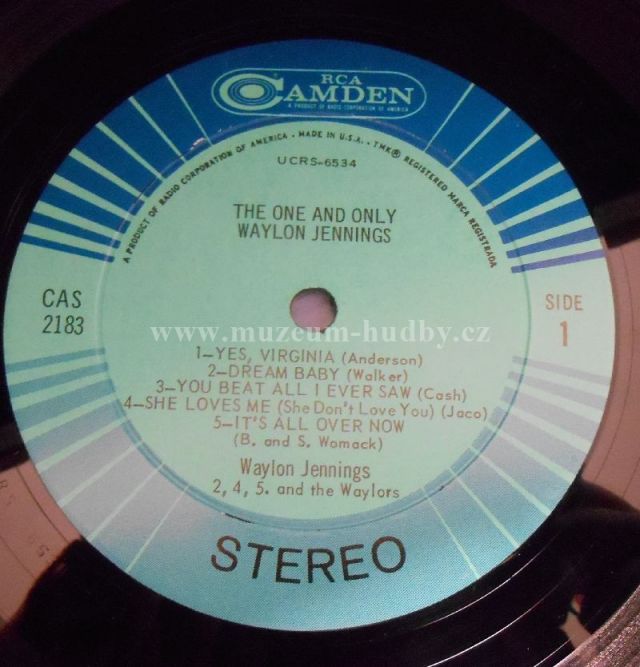 RCA
CAMDEN
A PRODUCT OF RADIO CORPORATION OF AMERICA
A PRODUCT OF RADIO CORPORATION OF AMERICA • MADE IN U.S.A. • TMK® REGISTERED MARCA REGISTRADA
UCRS-6534
THE ONE AND ONLY
WAYLON JENNINGS
CAS
2183
SIDE
1
www.muzeum-hudby.cz
1—YES, VIRGINIA (Anderson)
2—DREAM BABY (Walker)
3—YOU BEAT ALL I EVER SAW (Cash)
4—SHE LOVES ME (She Don't Love You) (Jaco)
5—IT'S ALL OVER NOW
(B. and S. Womack)
Waylon Jennings
2, 4, 5. and the Waylors
STEREO